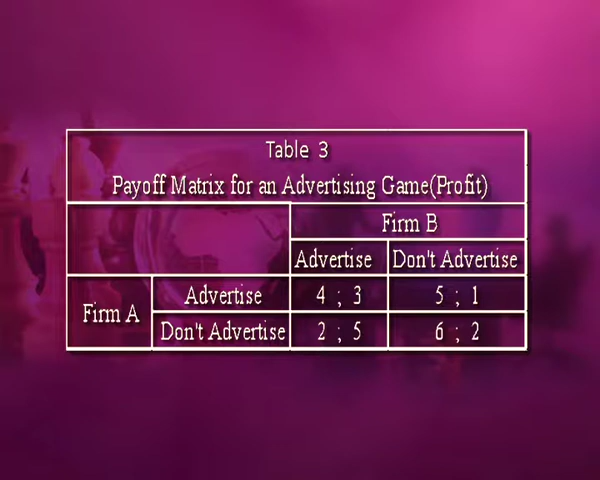 Table 3
Payoff Matrix for an Advertising Game(Profit)
Firm B
Advertise Don't Advertise
Firm A
Advertise 4 ; 3 5 ; 1
Don't Advertise 2 ; 5 6 ; 2